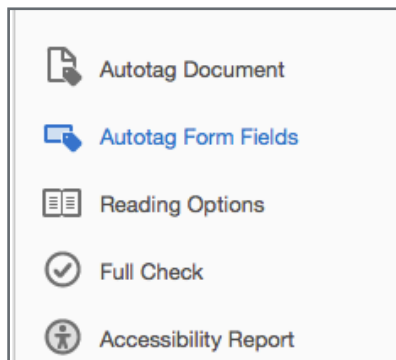 Autotag Document
Autotag Form Fields
Reading Options
Full Check
Accessibility Report